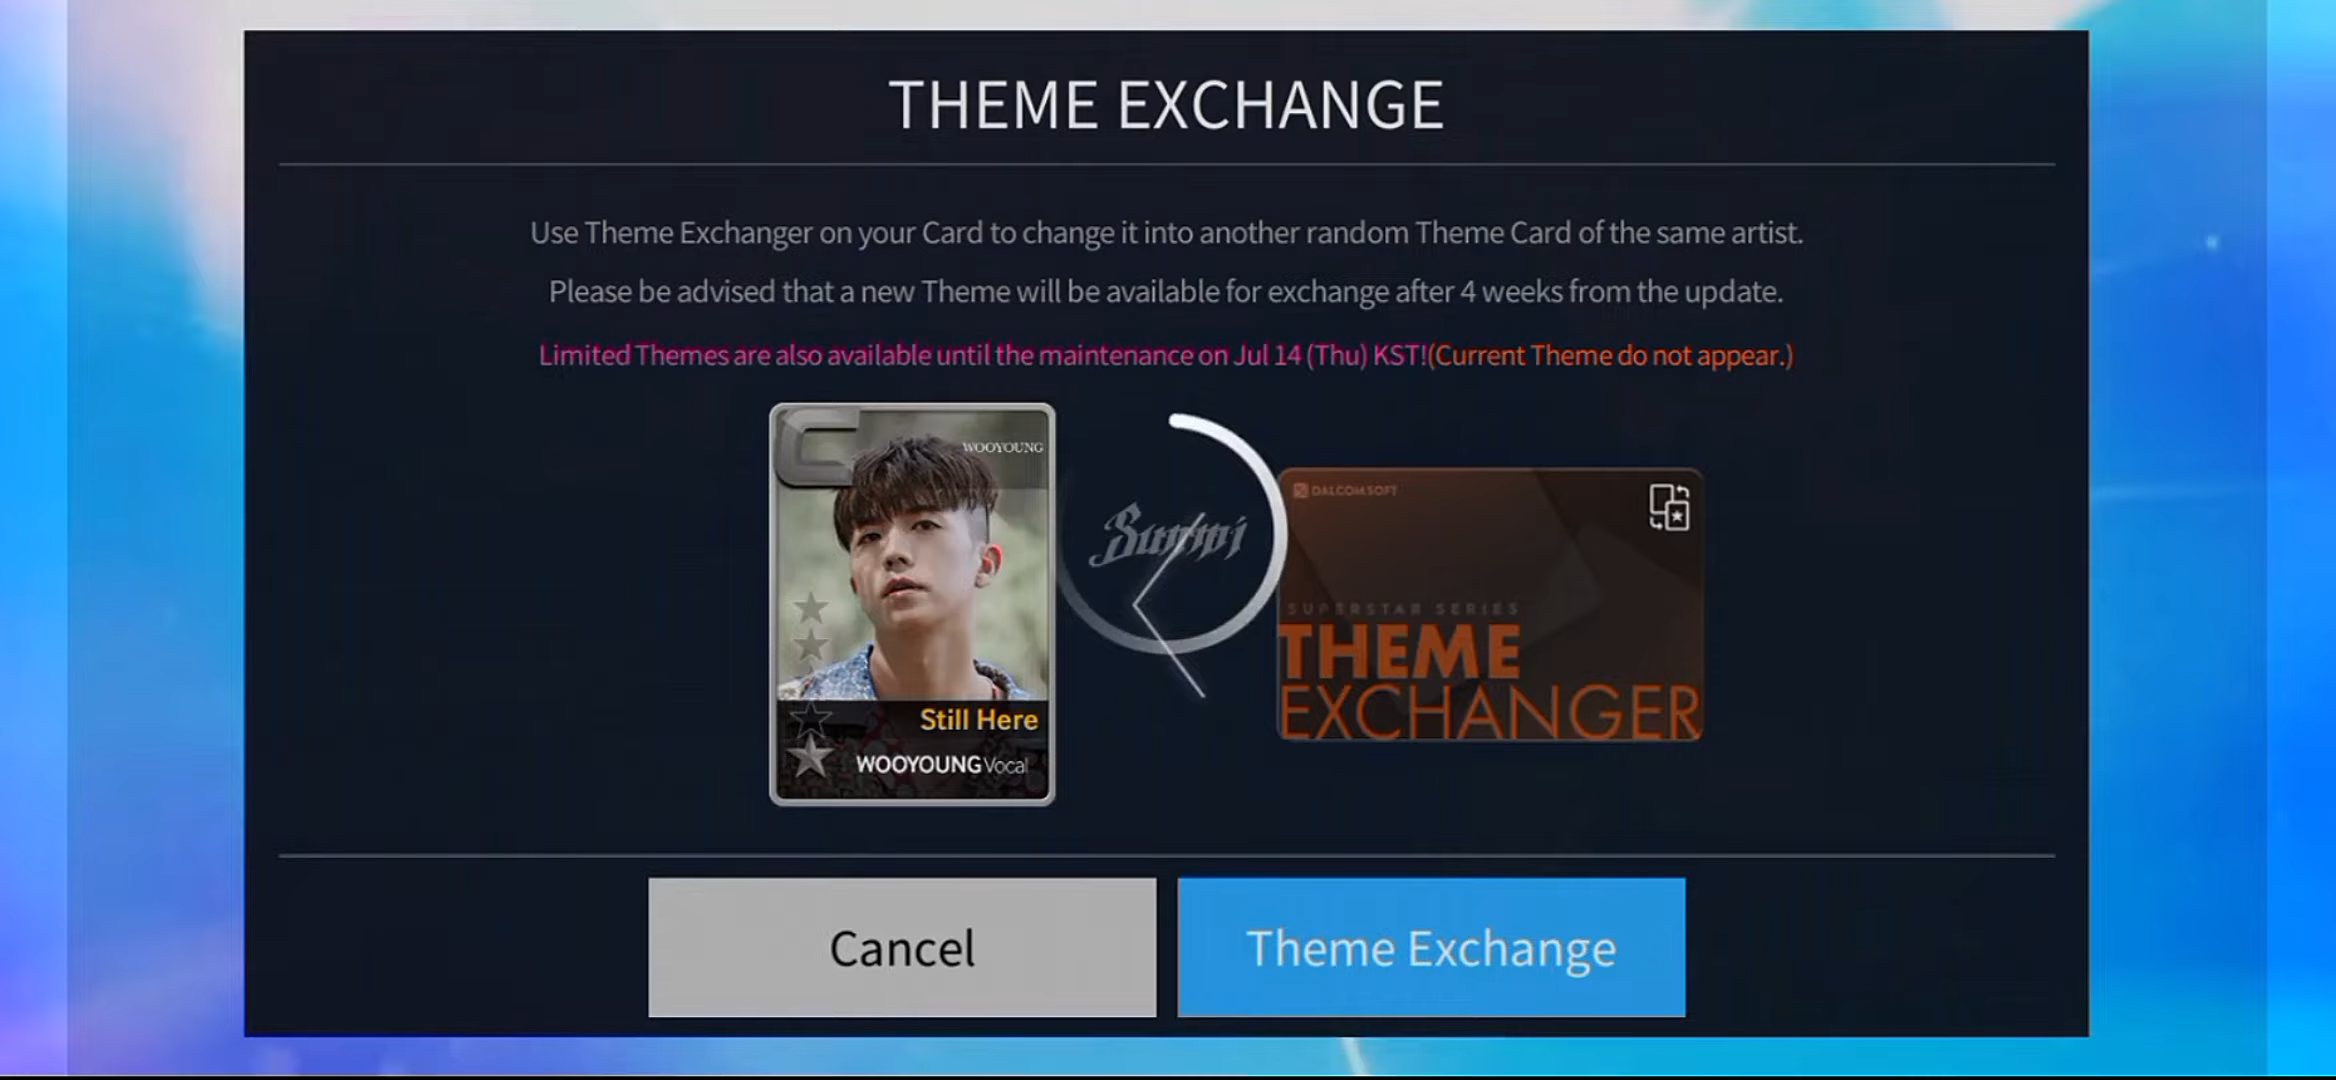 THEME EXCHANGE
Use Theme Exchanger on your Card to change it into another random Theme Card of the same artist.
Please be advised that a new Theme will be available for exchange after 4 weeks from the update.
Limited Themes are also available until the maintenance on Jul 14 (Thu) KST!(Current Theme do not appear.)
C
WOOYOUNG
Still Here
WOOYOUNG Vocal
Sunmi
DALCOMSOFT
SUPERSTAR SERIES
THEME
EXCHANGER
Cancel
Theme Exchange